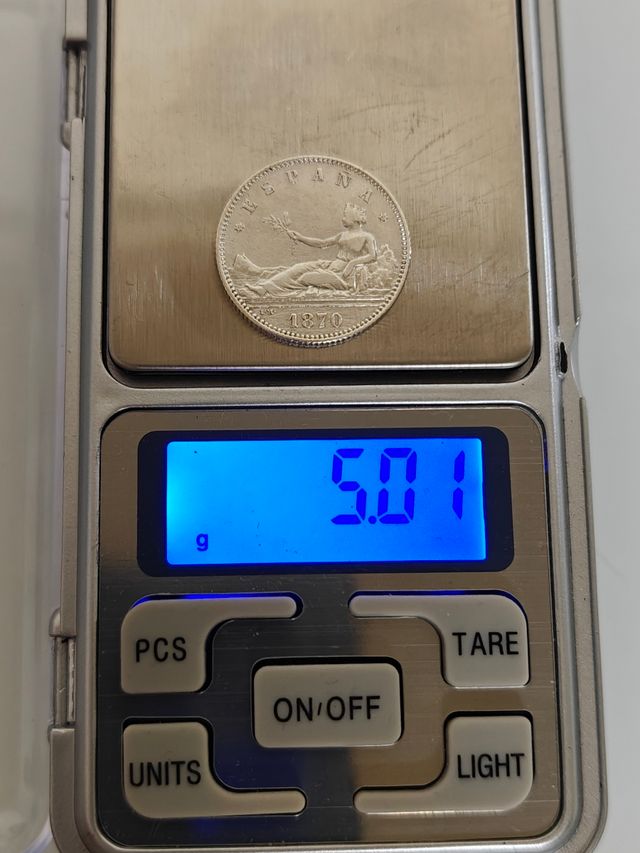 ESPAÑA
1870
5.01
g
PCS
TARE
ON/OFF
UNITS
LIGHT